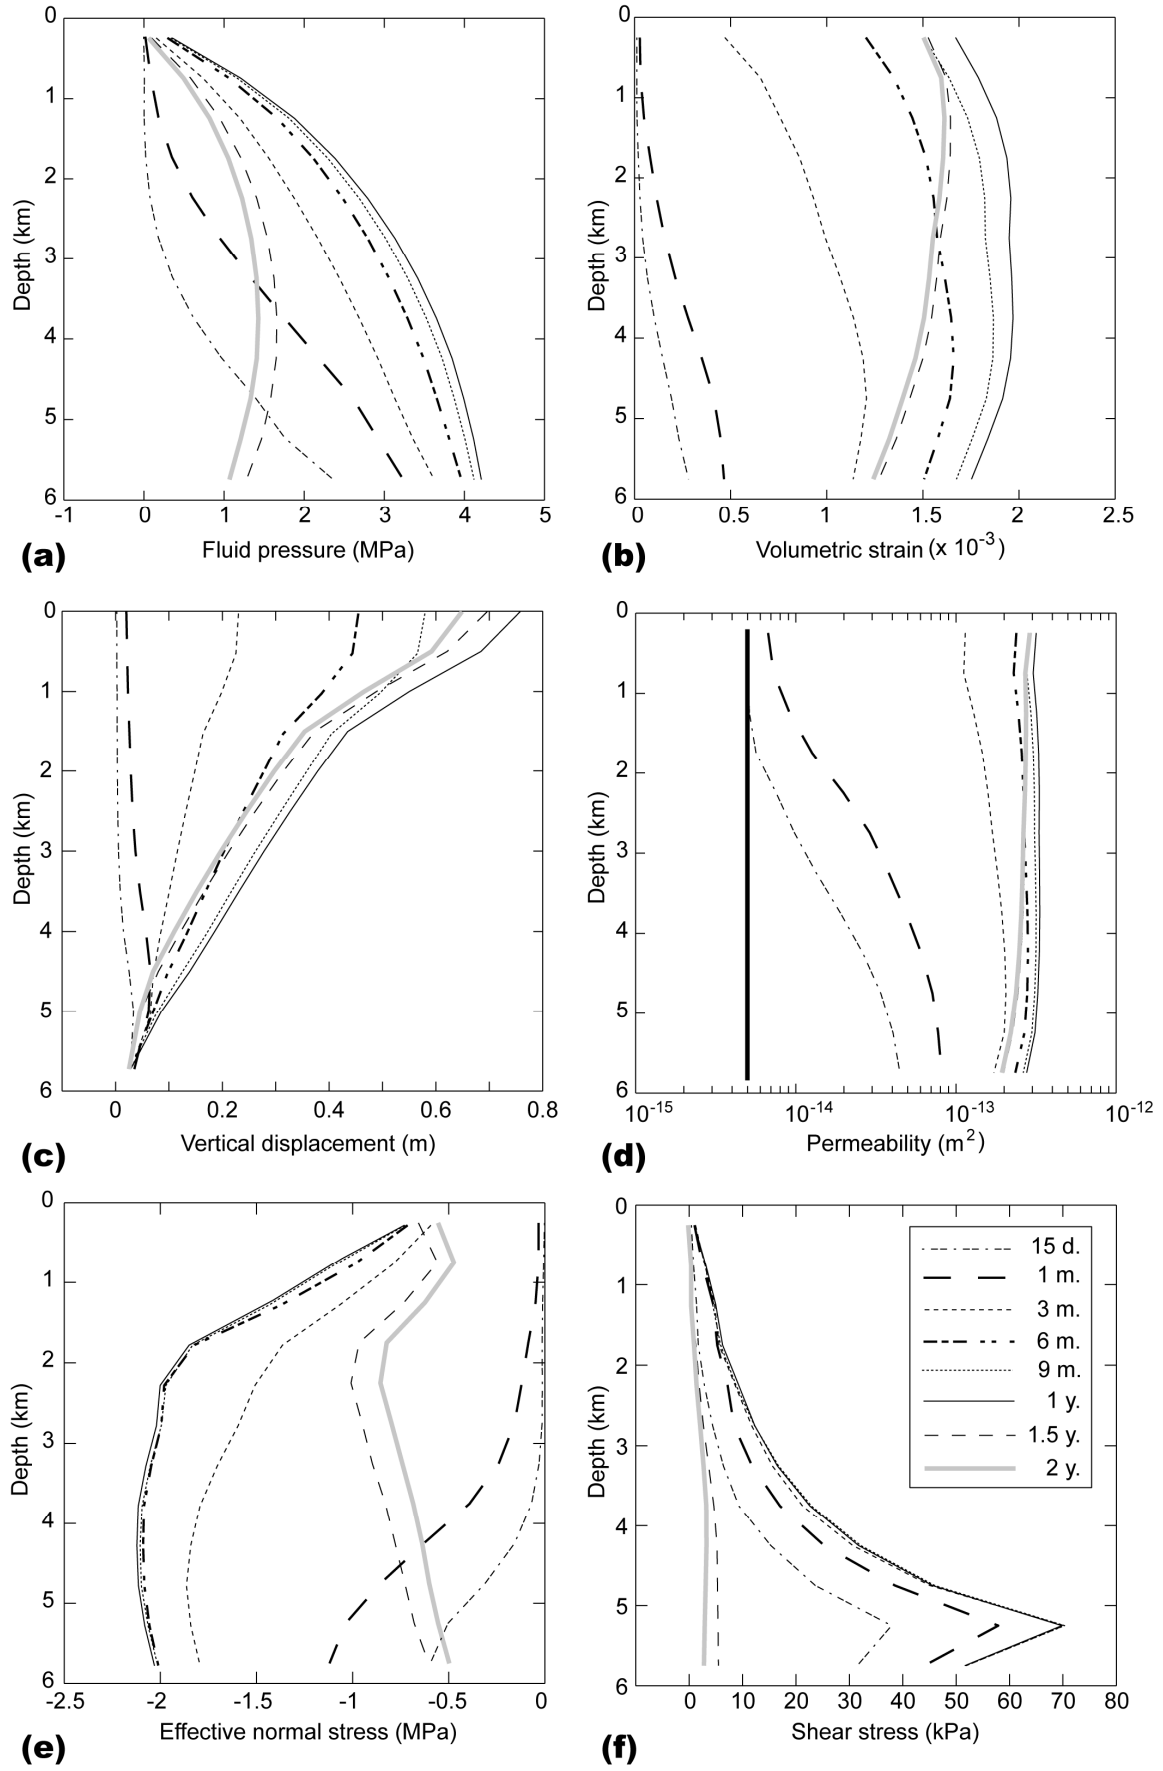 0
1
2
3
4
5
6
Depth (km)
-1 0 1 2 3 4 5
Fluid pressure (MPa)
(a)
0
1
2
3
4
5
6
Depth (km)
0 0.5 1 1.5 2 2.5
Volumetric strain (x 10-3)
(b)
0
1
2
3
4
5
6
Depth (km)
0 0.2 0.4 0.6 0.8
Vertical displacement (m)
(c)
0
1
2
3
4
5
6
Depth (km)
10-15 10-14 10-13 10-12
Permeability (m2)
(d)
0
1
2
3
4
5
6
Depth (km)
-2.5 -2 -1.5 -1 -0.5 0
Effective normal stress (MPa)
(e)
0
1
2
3
4
5
6
Depth (km)
15 d.
1 m.
3 m.
6 m.
9 m.
1 y.
1.5 y.
2 y.
0 10 20 30 40 50 60 70 80
Shear stress (kPa)
(f)